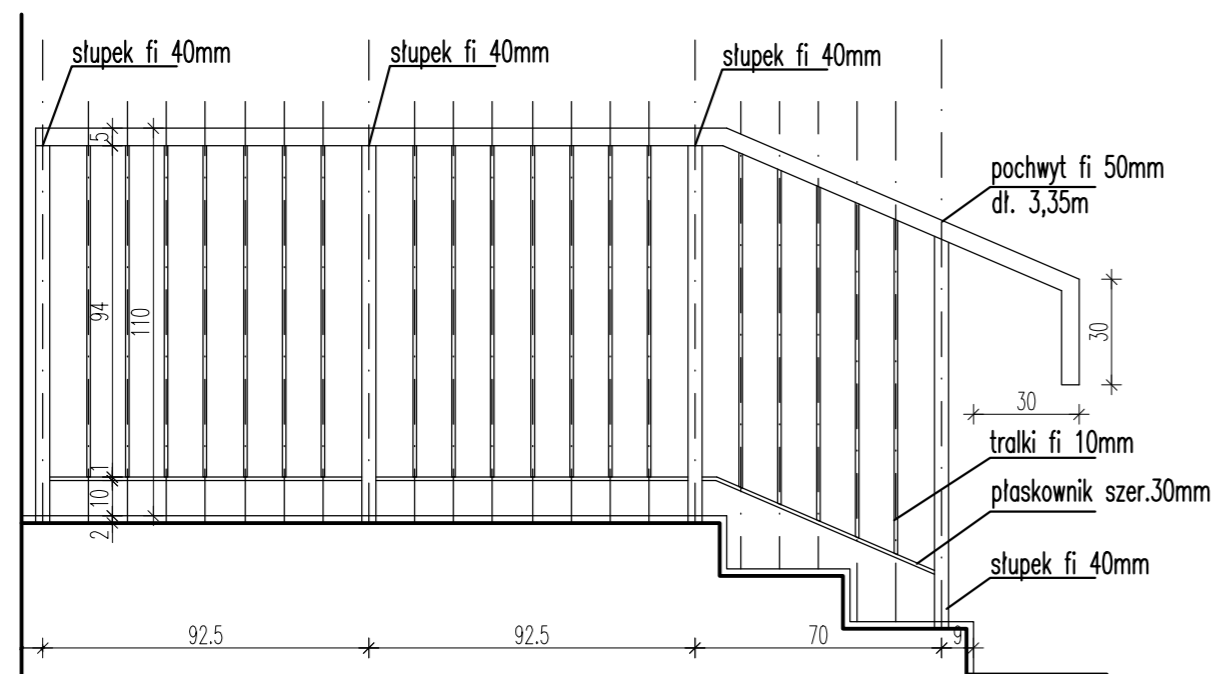 słupek fi 40mm
słupek fi 40mm
słupek fi 40mm
5
94
110
1
10
2
pochwyt fi 50mm
dł. 3,35m
30
30
tralki fi 10mm
płaskownik szer.30mm
słupek fi 40mm
92.5
92.5
70
9